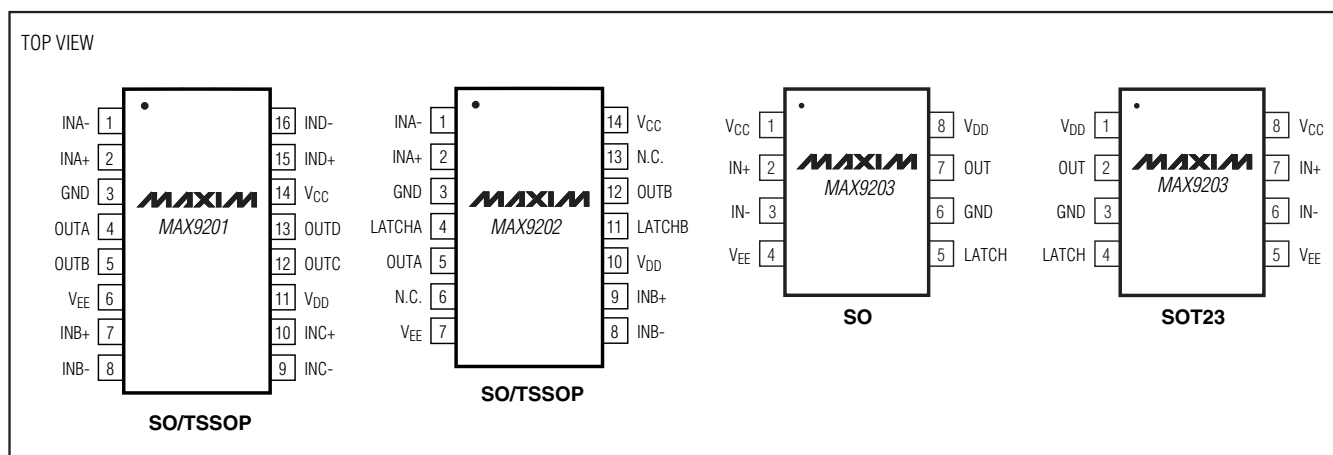 TOP VIEW
INA- 1
INA+ 2
GND 3
OUTA 4
OUTB 5
VEE 6
INB+ 7
INB- 8
16 IND-
15 IND+
14 VCC
13 OUTD
12 OUTC
11 VDD
10 INC+
9 INC-
MAXIM
MAX9201
SO/TSSOP
INA- 1
INA+ 2
GND 3
LATCHA 4
OUTA 5
N.C. 6
VEE 7
14 VCC
13 N.C.
12 OUTB
11 LATCHB
10 VDD
9 INB+
8 INB-
MAXIM
MAX9202
SO/TSSOP
VCC 1
IN+ 2
IN- 3
VEE 4
8 VDD
7 OUT
6 GND
5 LATCH
MAXIM
MAX9203
SO
VDD 1
OUT 2
GND 3
LATCH 4
8 VCC
7 IN+
6 IN-
5 VEE
MAXIM
MAX9203
SOT23